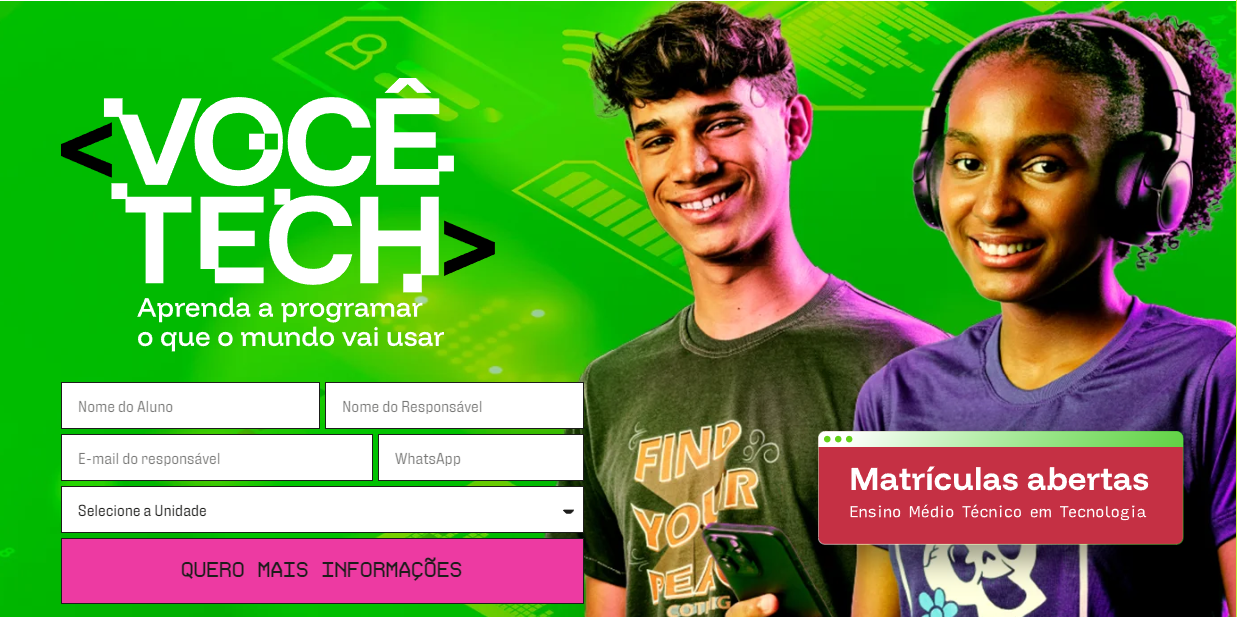 <VOCÊ
TECH>
Aprenda a programar
o que o mundo vai usar
Nome do Aluno
Nome do Responsável
E-mail do responsável
WhatsApp
Selecione a Unidade
QUERO MAIS INFORMAÇÕES
FIND
YOUR
Matrículas abertas
Ensino Médio Técnico em Tecnologia